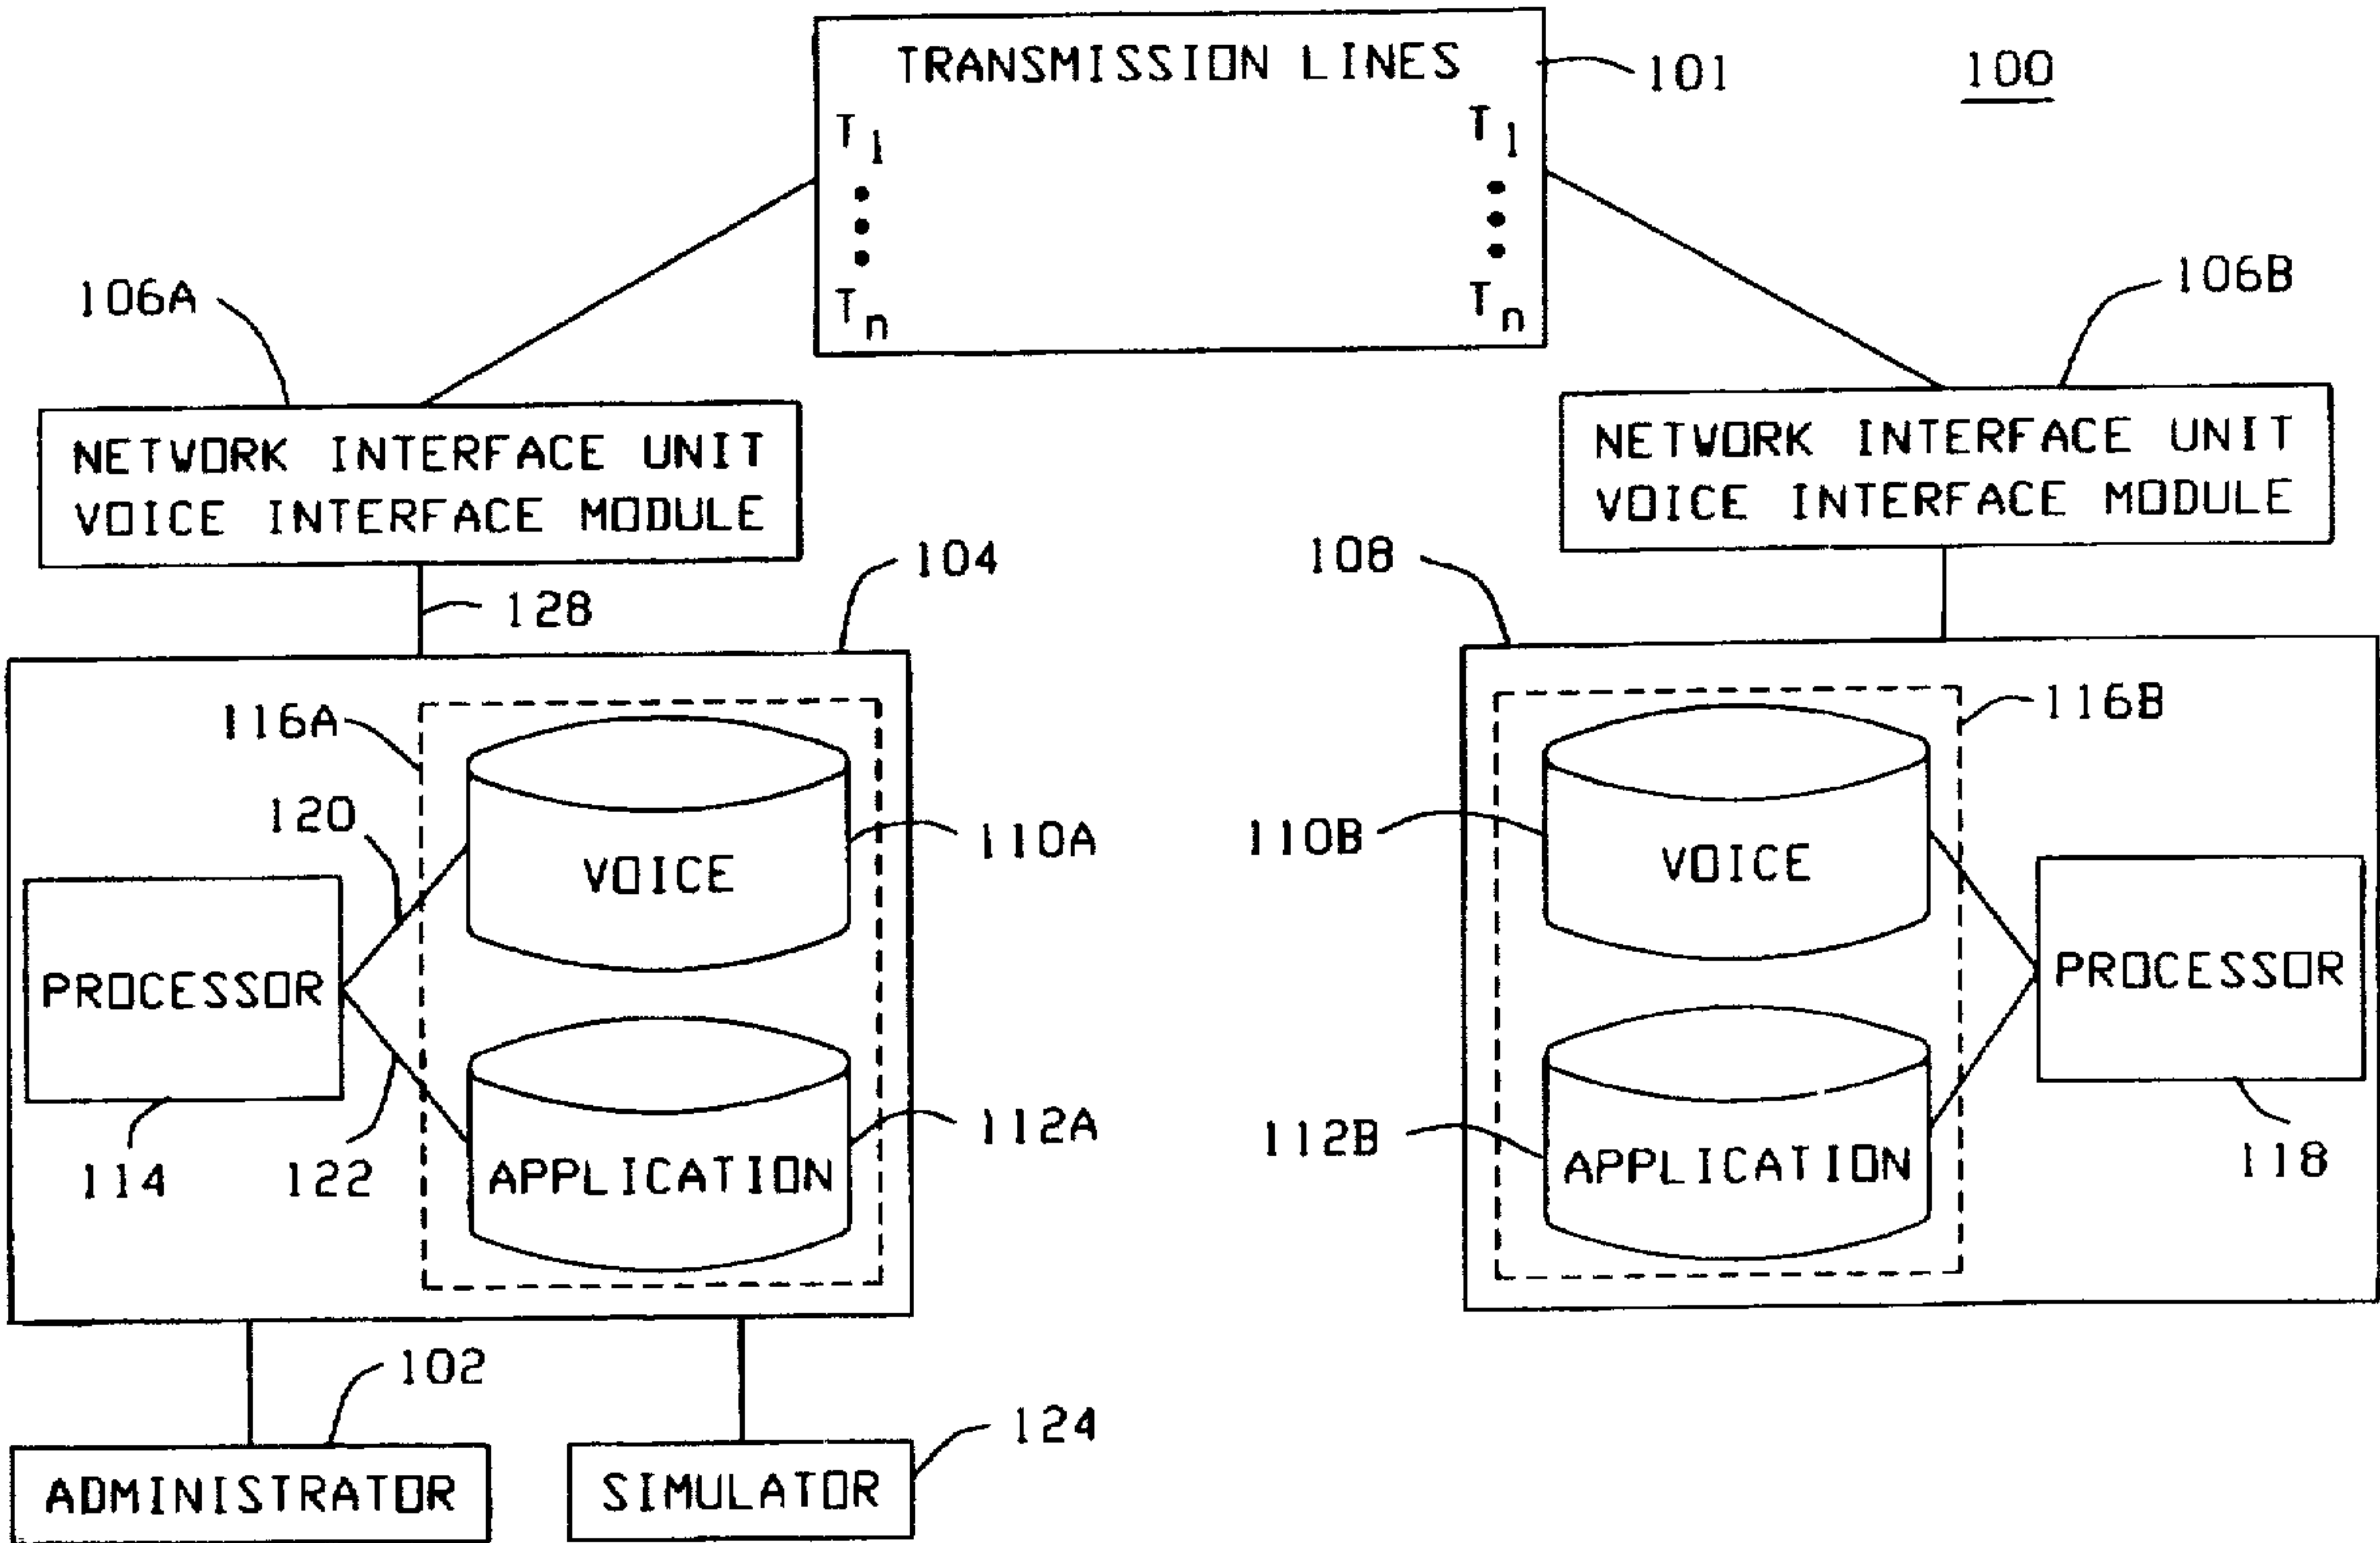 TRANSMISSION LINES
101
100
T1
T1
Tn
Tn
106A
106B
NETWORK INTERFACE UNIT
VOICE INTERFACE MODULE
NETWORK INTERFACE UNIT
VOICE INTERFACE MODULE
128
104
108
116A
116B
120
110A
110B
VOICE
VOICE
PROCESSOR
PROCESSOR
114
122
112A
112B
118
APPLICATION
APPLICATION
102
124
ADMINISTRATOR
SIMULATOR